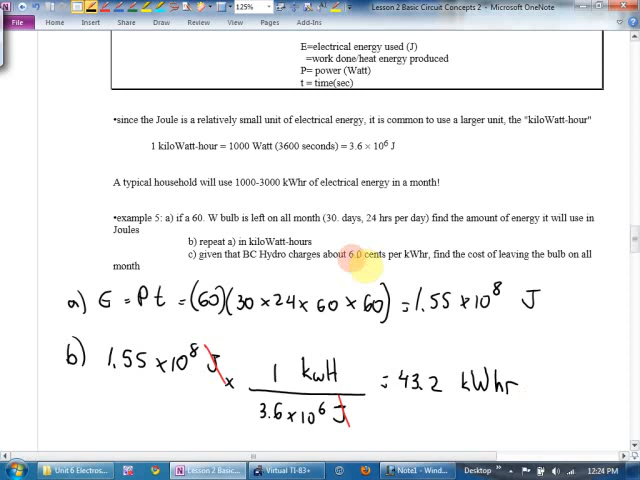 125%
Lesson 2 Basic Circuit Concepts 2 - Microsoft OneNote
File Home Insert Share Draw Review View Add-Ins
Pages
E=electrical energy used (J)
=work done/heat energy produced
P= power (Watt)
t = time(sec)
•since the Joule is a relatively small unit of electrical energy, it is common to use a larger unit, the "kiloWatt-hour"
1 kiloWatt-hour = 1000 Watt (3600 seconds) = 3.6 × 10⁶ J
A typical household will use 1000-3000 kWhr of electrical energy in a month!
•example 5: a) if a 60. W bulb is left on all month (30. days, 24 hrs per day) find the amount of energy it will use in
Joules
b) repeat a) in kiloWatt-hours
c) given that BC Hydro charges about 6.0 cents per kWhr, find the cost of leaving the bulb on all
month
a) E = Pt = (60)(30 × 24 × 60 × 60) = 1.55 × 10⁸ J
b) 1.55 × 10⁸ J × 1 kwH = 43.2 kWhr
3.6 × 10⁶ J
Unit 6 Electros... Lesson 2 Basic... Virtual TI-83+ Note1 - Wind... Desktop » 12:24 PM